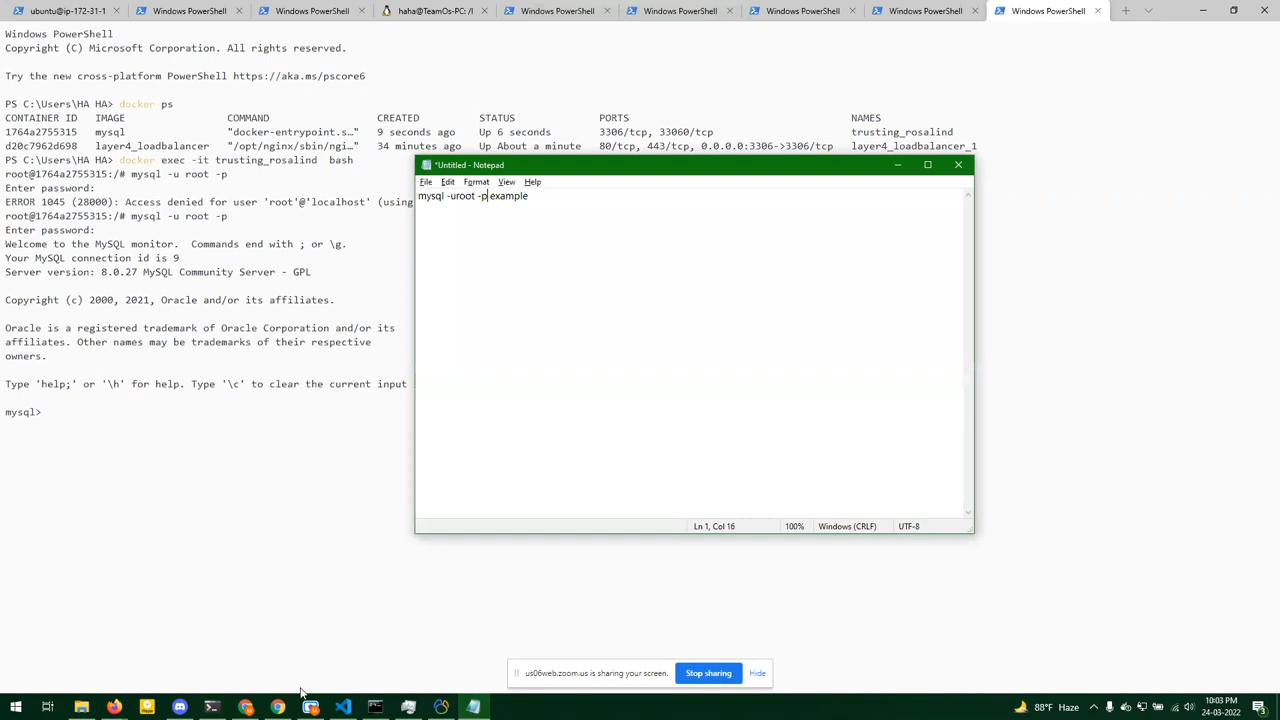 ubuntu@ip-172-31-1
Windows PowerShell
Windows PowerShell
haha@TeamOs-PC: /
Windows PowerShell
Windows PowerShell
Windows PowerShell
Windows PowerShell
Windows PowerShell
Windows PowerShell
Copyright (C) Microsoft Corporation. All rights reserved.
Try the new cross-platform PowerShell https://aka.ms/pscore6
PS C:\Users\HA HA> docker ps
CONTAINER ID IMAGE COMMAND CREATED STATUS PORTS NAMES
1764a2755315 mysql "docker-entrypoint.s…" 9 seconds ago Up 6 seconds 3306/tcp, 33060/tcp trusting_rosalind
d20c7962d698 layer4_loadbalancer "/opt/nginx/sbin/ngi…" 34 minutes ago Up About a minute 80/tcp, 443/tcp, 0.0.0.0:3306->3306/tcp layer4_loadbalancer_1
PS C:\Users\HA HA> docker exec -it trusting_rosalind bash
root@1764a2755315:/# mysql -u root -p
Enter password:
ERROR 1045 (28000): Access denied for user 'root'@'localhost' (using
root@1764a2755315:/# mysql -u root -p
Enter password:
Welcome to the MySQL monitor. Commands end with ; or \g.
Your MySQL connection id is 9
Server version: 8.0.27 MySQL Community Server - GPL
Copyright (c) 2000, 2021, Oracle and/or its affiliates.
Oracle is a registered trademark of Oracle Corporation and/or its
affiliates. Other names may be trademarks of their respective
owners.
Type 'help;' or '\h' for help. Type '\c' to clear the current input
mysql>
*Untitled - Notepad
File Edit Format View Help
mysql -uroot -p example
Ln 1, Col 16 100% Windows (CRLF) UTF-8
us06web.zoom.us is sharing your screen. Stop sharing Hide
88°F Haze
10:03 PM
24-03-2022
3